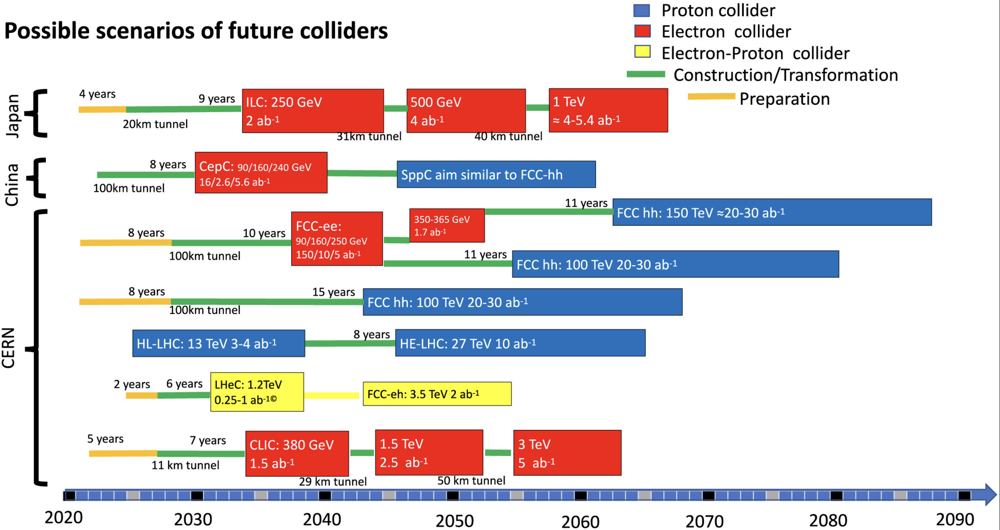 Possible scenarios of future colliders
Proton collider
Electron  collider
Electron-Proton  collider
Construction/Transformation
Preparation
Japan
4 years
9 years
20km tunnel
ILC: 250 GeV
2 ab⁻¹
31km tunnel
500 GeV
4 ab⁻¹
40 km tunnel
1 TeV
≈ 4-5.4 ab⁻¹
China
8 years
100km tunnel
CepC: 90/160/240 GeV
16/2.6/5.6 ab⁻¹
SppC aim similar to FCC-hh
CERN
8 years
10 years
100km tunnel
FCC-ee:
90/160/250 GeV
150/10/5 ab⁻¹
350-365 GeV
1.7 ab⁻¹
11 years
FCC hh: 150 TeV ≈20-30 ab⁻¹
11 years
FCC hh: 100 TeV 20-30 ab⁻¹
8 years
15 years
100km tunnel
FCC hh: 100 TeV 20-30 ab⁻¹
HL-LHC: 13 TeV 3-4 ab⁻¹
8 years
HE-LHC: 27 TeV 10 ab⁻¹
2 years
6 years
LHeC: 1.2TeV
0.25-1 ab⁻¹©
FCC-eh: 3.5 TeV 2 ab⁻¹
5 years
7 years
11 km tunnel
CLIC: 380 GeV
1.5 ab⁻¹
29 km tunnel
1.5 TeV
2.5  ab⁻¹
50 km tunnel
3 TeV
5  ab⁻¹
2020 2030 2040 2050 2060 2070 2080 2090